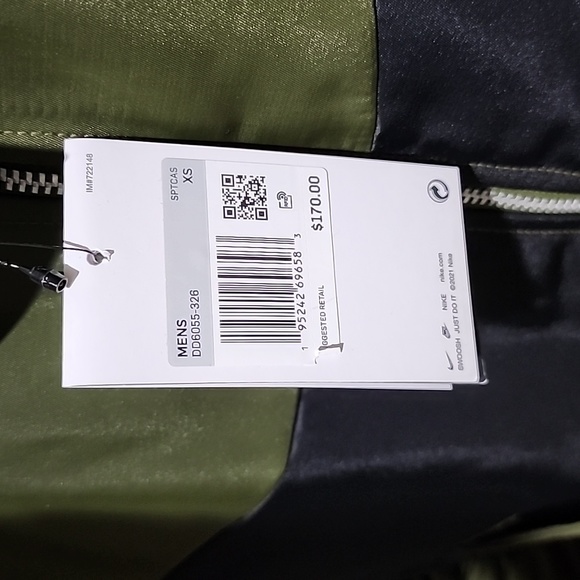 IM#722148
SPTCAS
XS
RFID
MENS
DD6055-326
95242 69658 3
$170.00
GGESTED RETAIL
nike.com
NIKE
©2021 Nike
SWOOSH JUST DO IT